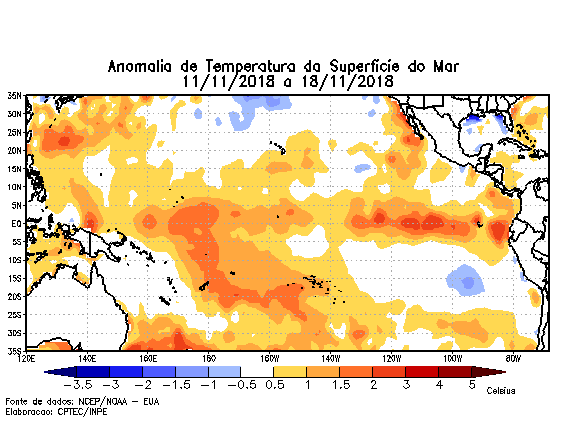 Anomalia de Temperatura da Superficie do Mar
11/11/2018 a 18/11/2018
35N
30N
25N
20N
15N
10N
5N
EQ
5S
10S
15S
20S
25S
30S
35S
120E 140E 160E 180 160W 140W 120W 100W 80W
-3.5 -3 -2 -1.5 -1 -0.5 0.5 1 1.5 2 3 4 4.5 5
Celsius
Fonte de dados: NCEP/NOAA - EUA
Elaboracao: CPTEC/INPE